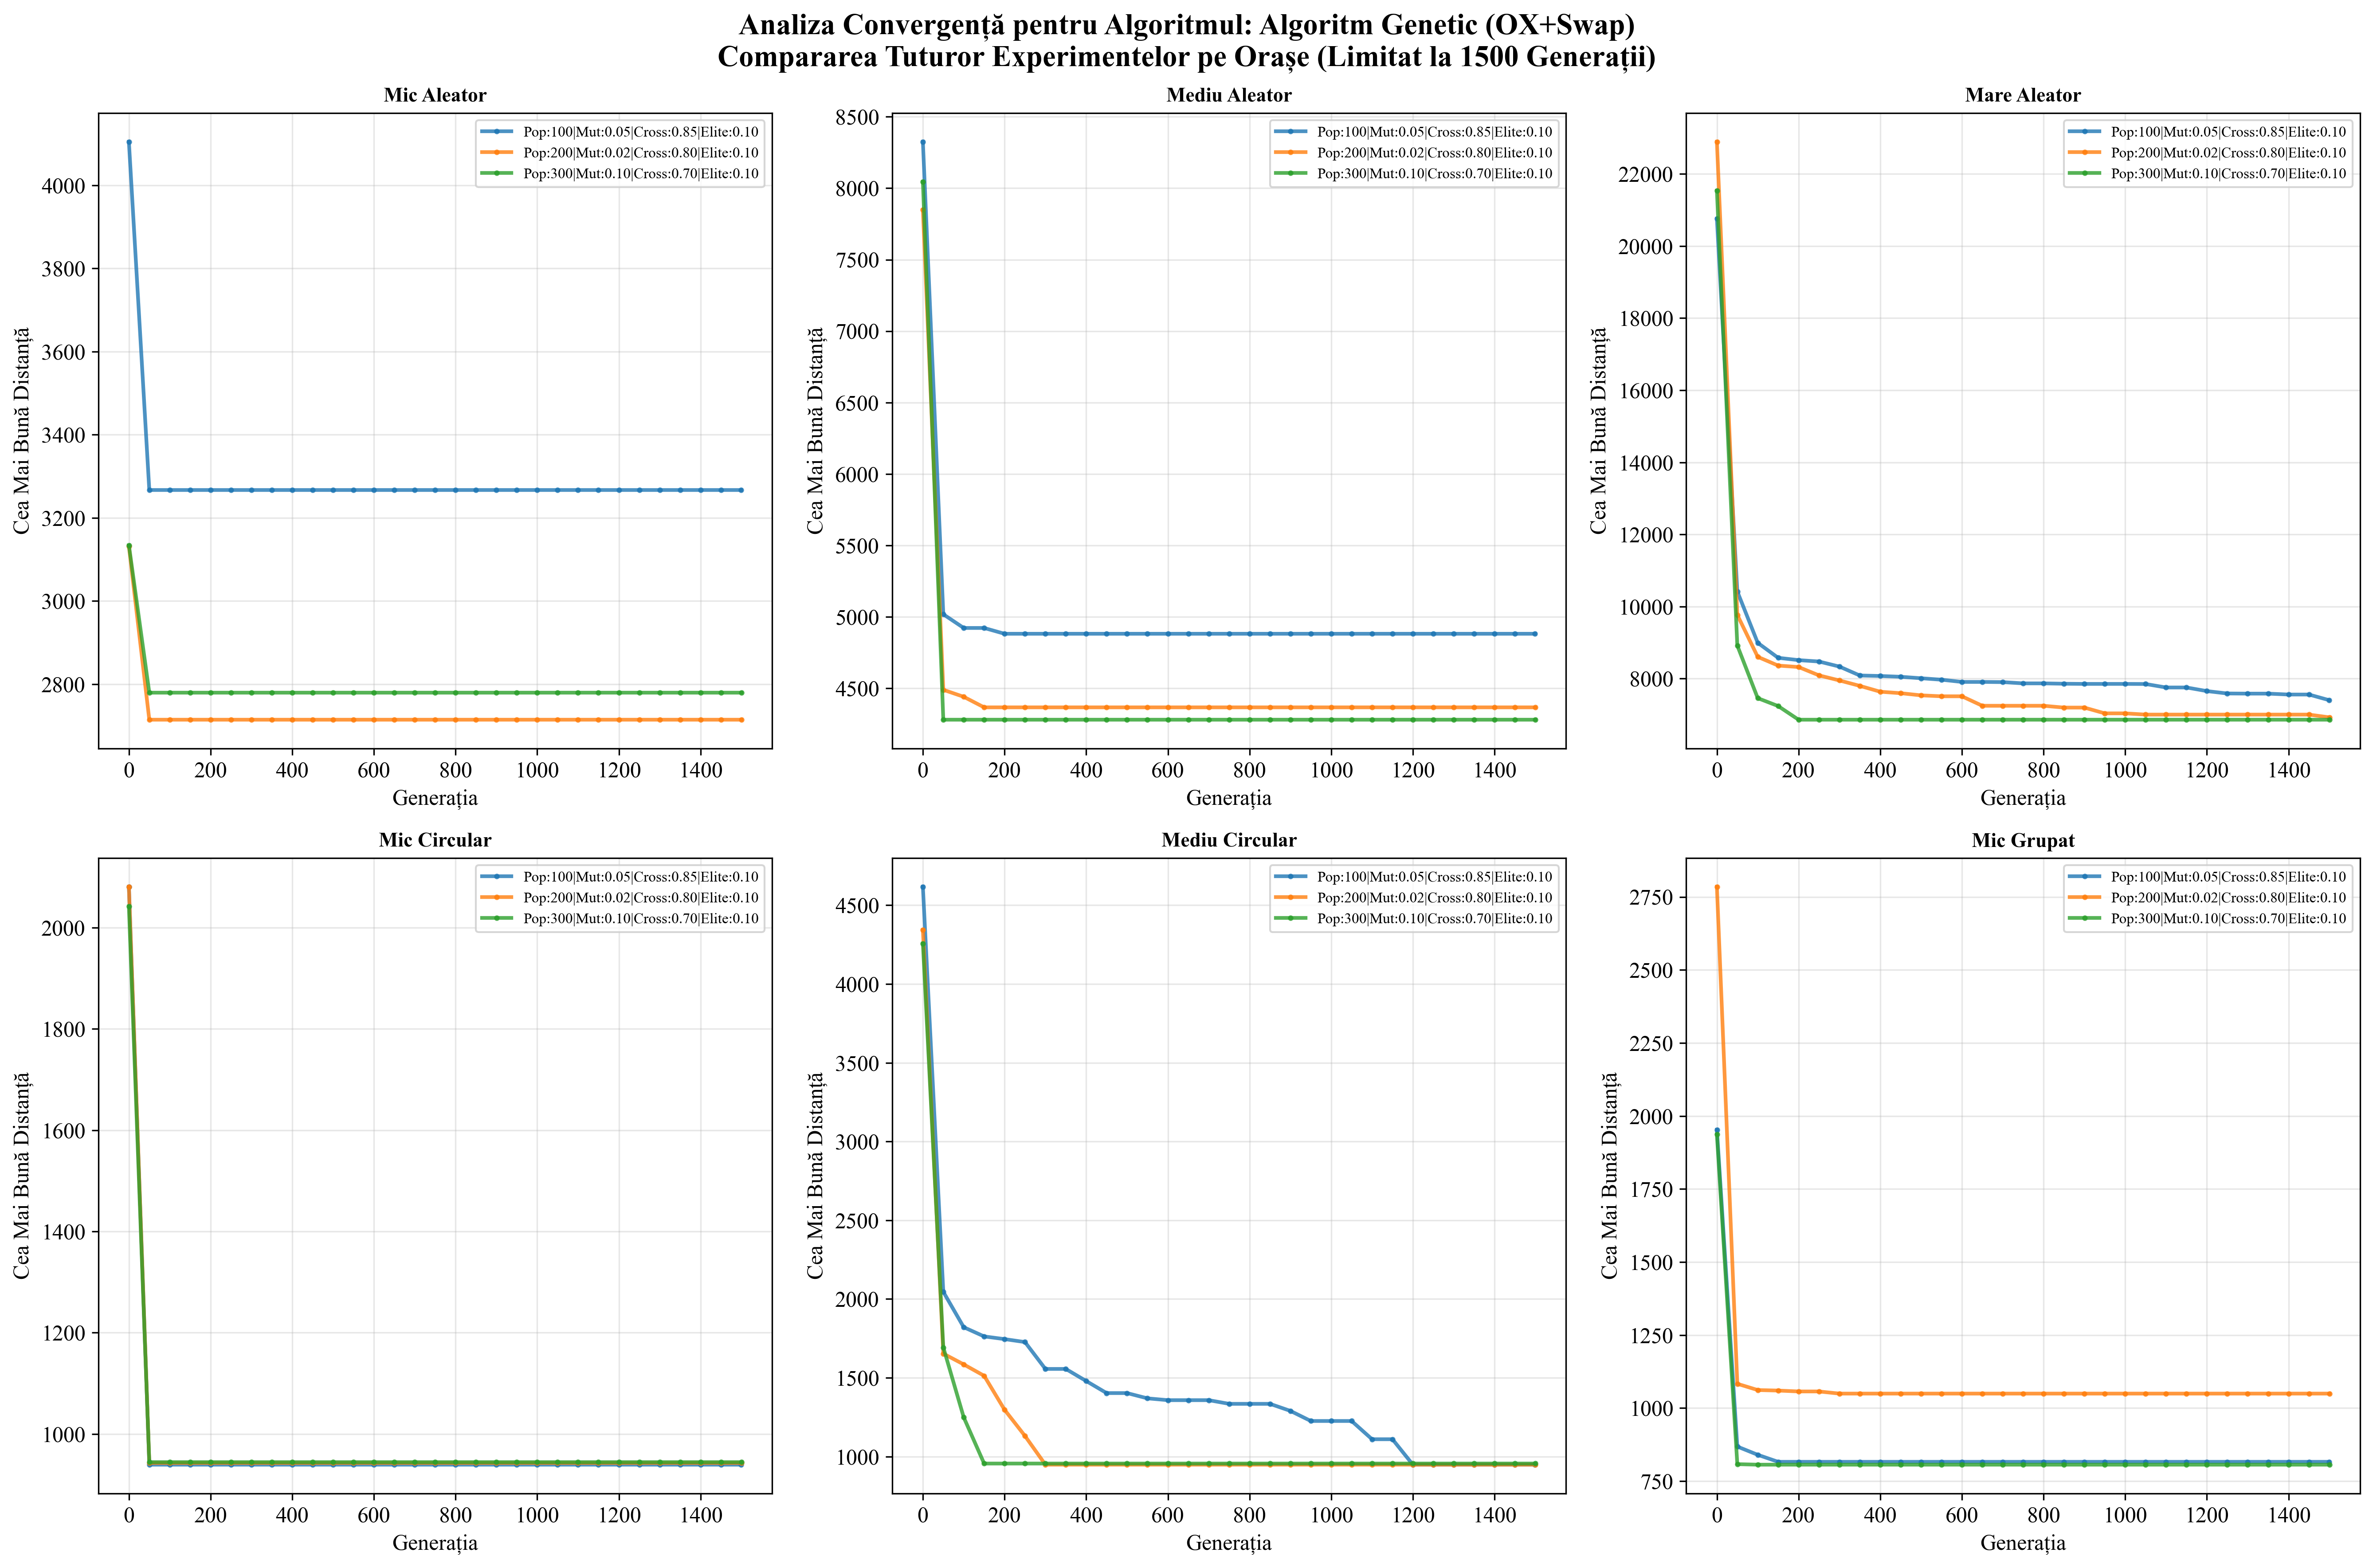 Analiza Convergență pentru Algoritmul: Algoritm Genetic (OX+Swap)
Compararea Tuturor Experimentelor pe Orașe (Limitat la 1500 Generații)
Mic Aleator
Pop:100|Mut:0.05|Cross:0.85|Elite:0.10
Pop:200|Mut:0.02|Cross:0.80|Elite:0.10
Pop:300|Mut:0.10|Cross:0.70|Elite:0.10
Cea Mai Bună Distanță
4000
3800
3600
3400
3200
3000
2800
0 200 400 600 800 1000 1200 1400
Generația
Mediu Aleator
Pop:100|Mut:0.05|Cross:0.85|Elite:0.10
Pop:200|Mut:0.02|Cross:0.80|Elite:0.10
Pop:300|Mut:0.10|Cross:0.70|Elite:0.10
Cea Mai Bună Distanță
8500
8000
7500
7000
6500
6000
5500
5000
4500
0 200 400 600 800 1000 1200 1400
Generația
Mare Aleator
Pop:100|Mut:0.05|Cross:0.85|Elite:0.10
Pop:200|Mut:0.02|Cross:0.80|Elite:0.10
Pop:300|Mut:0.10|Cross:0.70|Elite:0.10
Cea Mai Bună Distanță
22000
20000
18000
16000
14000
12000
10000
8000
0 200 400 600 800 1000 1200 1400
Generația
Mic Circular
Pop:100|Mut:0.05|Cross:0.85|Elite:0.10
Pop:200|Mut:0.02|Cross:0.80|Elite:0.10
Pop:300|Mut:0.10|Cross:0.70|Elite:0.10
Cea Mai Bună Distanță
2000
1800
1600
1400
1200
1000
0 200 400 600 800 1000 1200 1400
Generația
Mediu Circular
Pop:100|Mut:0.05|Cross:0.85|Elite:0.10
Pop:200|Mut:0.02|Cross:0.80|Elite:0.10
Pop:300|Mut:0.10|Cross:0.70|Elite:0.10
Cea Mai Bună Distanță
4500
4000
3500
3000
2500
2000
1500
1000
0 200 400 600 800 1000 1200 1400
Generația
Mic Grupat
Pop:100|Mut:0.05|Cross:0.85|Elite:0.10
Pop:200|Mut:0.02|Cross:0.80|Elite:0.10
Pop:300|Mut:0.10|Cross:0.70|Elite:0.10
Cea Mai Bună Distanță
2750
2500
2250
2000
1750
1500
1250
1000
750
0 200 400 600 800 1000 1200 1400
Generația